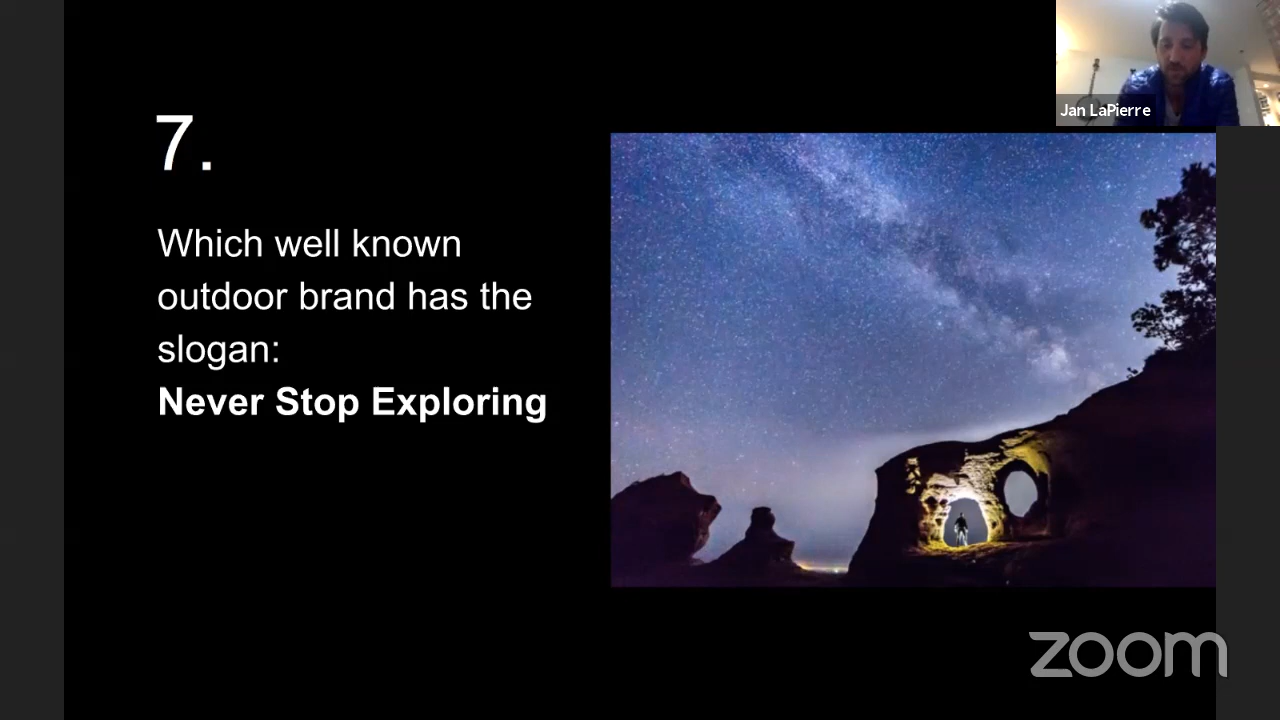 Jan LaPierre
7.
Which well known
outdoor brand has the
slogan:
Never Stop Exploring
zoom